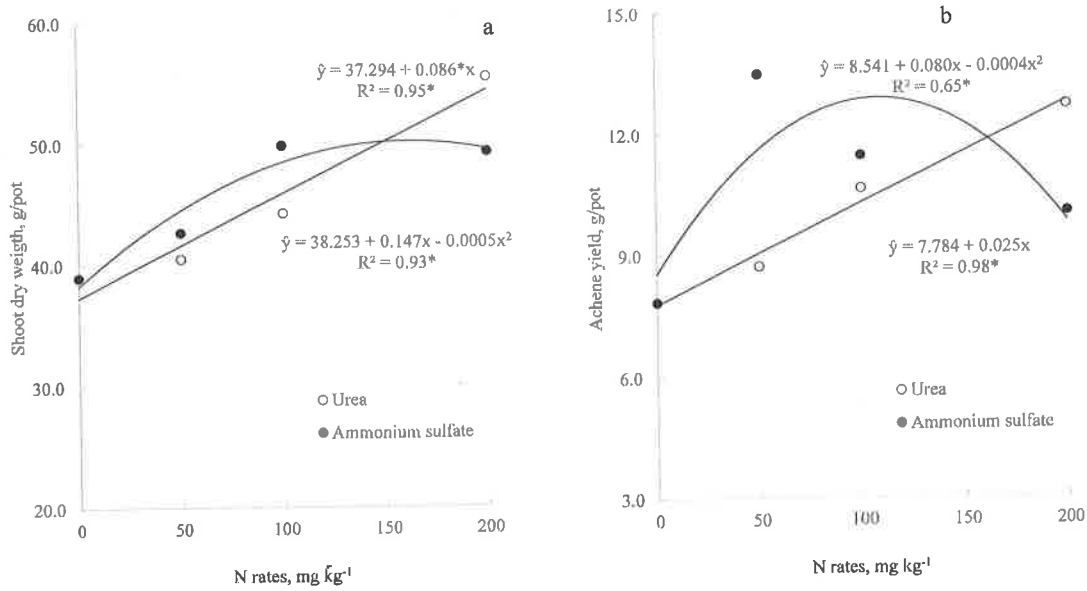 a
60.0
50.0
40.0
30.0
20.0
Shoot dry weigth, g/pot
ŷ = 37.294 + 0.086*x
R² = 0.95*
ŷ = 38.253 + 0.147x - 0.0005x²
R² = 0.93*
Urea
Ammonium sulfate
0 50 100 150 200
N rates, mg kg⁻¹
b
15.0
12.0
9.0
6.0
3.0
Achene yield, g/pot
ŷ = 8.541 + 0.080x - 0.0004x²
R² = 0.65*
ŷ = 7.784 + 0.025x
R² = 0.98*
Urea
Ammonium sulfate
0 50 100 150 200
N rates, mg kg⁻¹